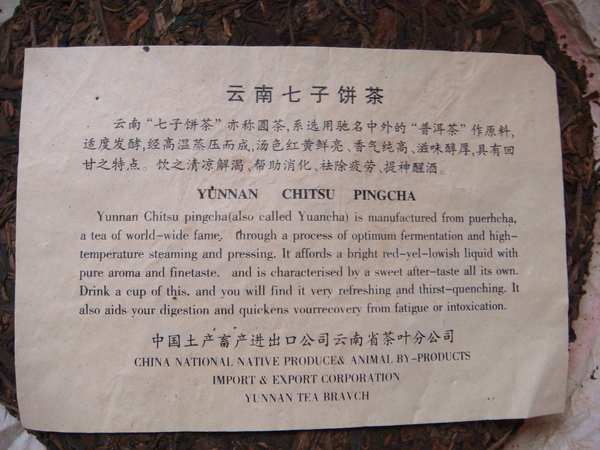 云南七子饼茶
云南“七子饼茶”亦称圆茶,系选用驰名中外的“普洱茶”作原料,
适度发酵,经高温蒸压而成,汤色红黄鲜亮、香气纯高、滋味醇厚,具有回
甘之特点。饮之清凉解渴、帮助消化、祛除疲劳、提神醒酒。
YUNNAN CHITSU PINGCHA
Yunnan Chitsu pingcha(also called Yuancha) is manufactured from puerhcha,
a tea of world-wide fame, through a process of optimum fermentation and high-
temperature steaming and pressing. It affords a bright red-yel-lowish liquid with
pure aroma and finetaste. and is characterised by a sweet after-taste all its own.
Drink a cup of this. and you will find it very refreshing and thirst-quenching. It
also aids your digestion and quickens yourrecovery from fatigue or intoxication.
中国土产畜产进出口公司云南省茶叶分公司
CHINA NATIONAL NATIVE PRODUCE& ANIMAL BY-PRODUCTS
IMPORT & EXPORT CORPORATION
YUNNAN TEA BRAVCH